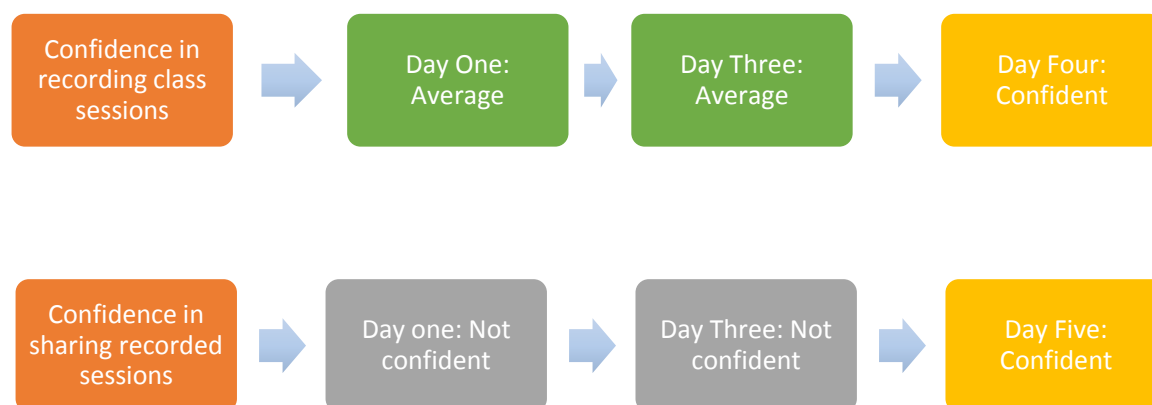 Confidence in
recording class
sessions
Day One:
Average
Day Three:
Average
Day Four:
Confident
Confidence in
sharing recorded
sessions
Day one: Not
confident
Day Three: Not
confident
Day Five:
Confident